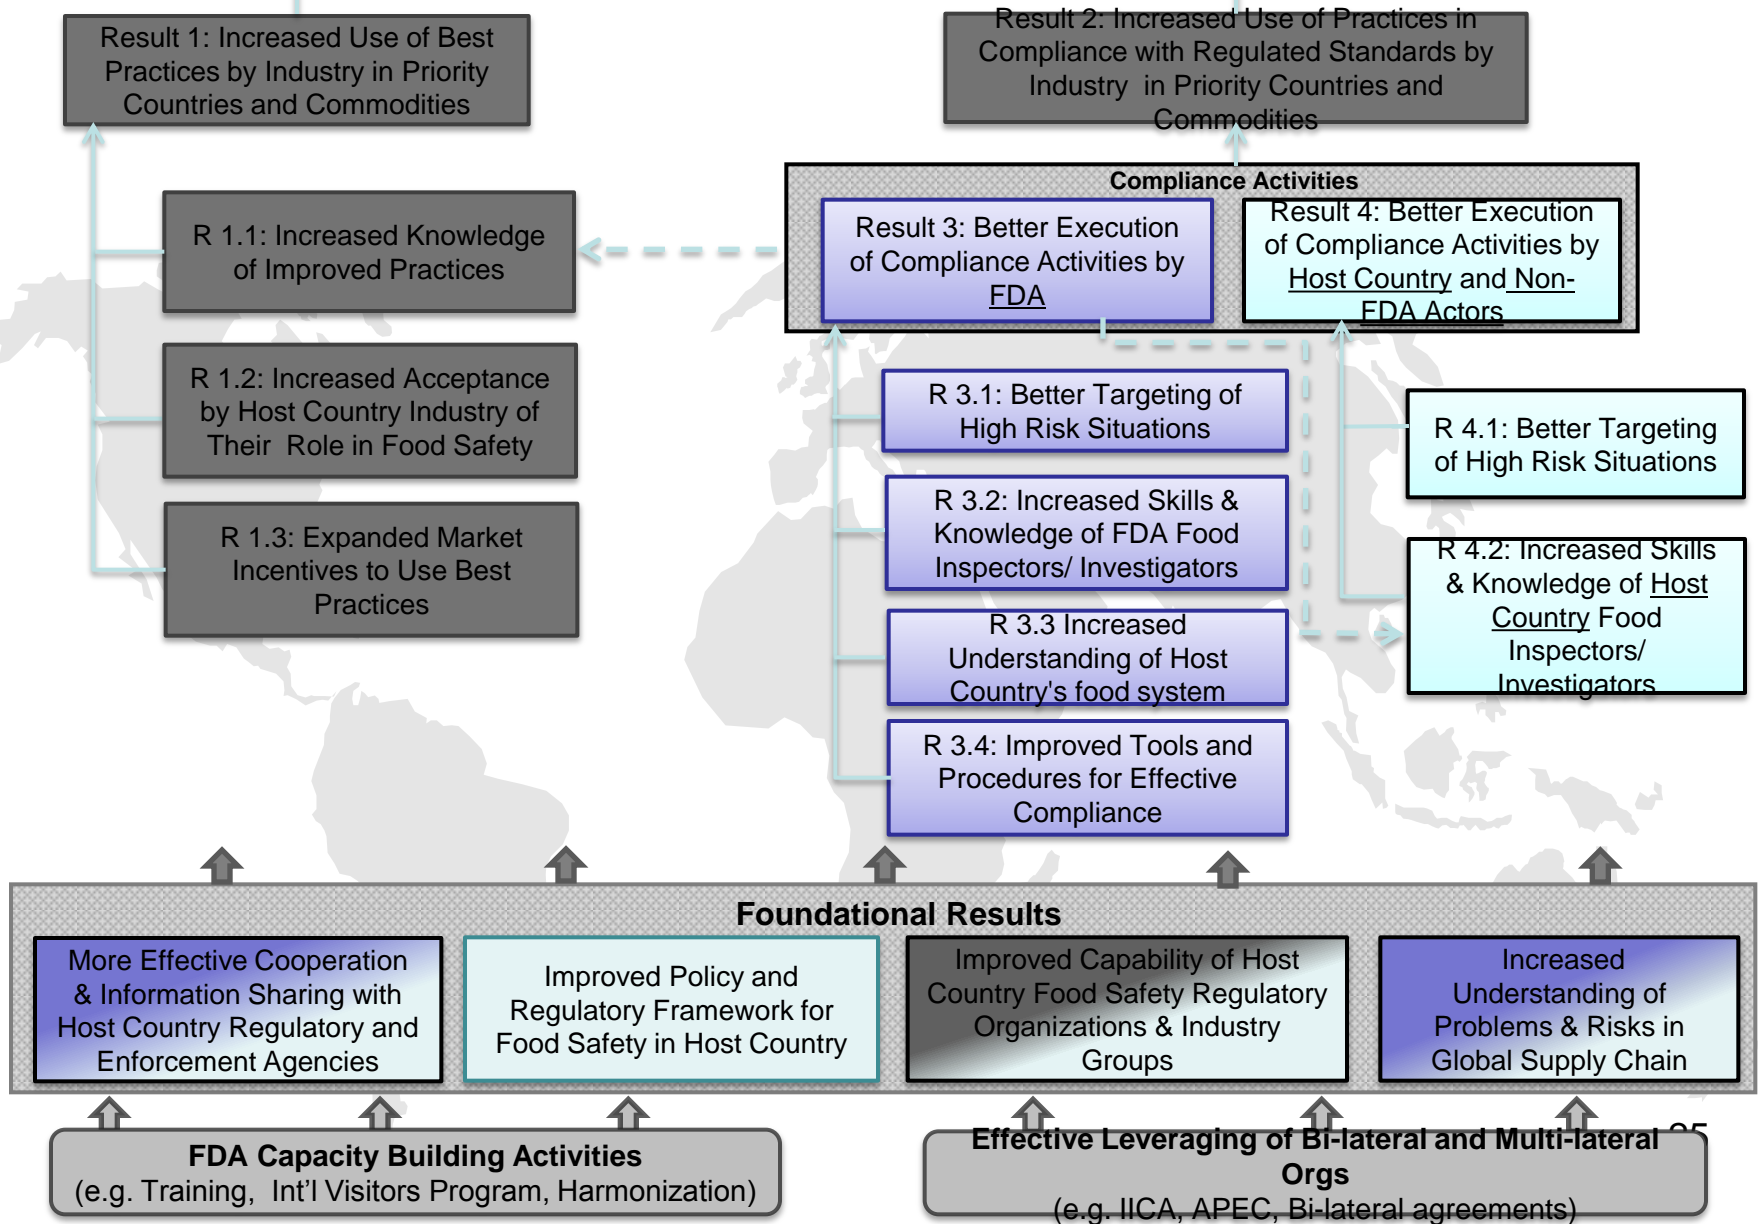 Result 1: Increased Use of Best
Practices by Industry in Priority
Countries and Commodities
Result 2: Increased Use of Practices in
Compliance with Regulated Standards by
Industry in Priority Countries and
Commodities
Compliance Activities
Result 3: Better Execution
of Compliance Activities by
FDA
Result 4: Better Execution
of Compliance Activities by
Host Country and Non-
FDA Actors
R 1.1: Increased Knowledge
of Improved Practices
R 1.2: Increased Acceptance
by Host Country Industry of
Their Role in Food Safety
R 1.3: Expanded Market
Incentives to Use Best
Practices
R 3.1: Better Targeting of
High Risk Situations
R 3.2: Increased Skills &
Knowledge of FDA Food
Inspectors/ Investigators
R 3.3 Increased
Understanding of Host
Country's food system
R 3.4: Improved Tools and
Procedures for Effective
Compliance
R 4.1: Better Targeting
of High Risk Situations
R 4.2: Increased Skills
& Knowledge of Host
Country Food
Inspectors/
Investigators
Foundational Results
More Effective Cooperation
& Information Sharing with
Host Country Regulatory and
Enforcement Agencies
Improved Policy and
Regulatory Framework for
Food Safety in Host Country
Improved Capability of Host
Country Food Safety Regulatory
Organizations & Industry
Groups
Increased
Understanding of
Problems & Risks in
Global Supply Chain
FDA Capacity Building Activities
(e.g. Training, Int'l Visitors Program, Harmonization)
Effective Leveraging of Bi-lateral and Multi-lateral
Orgs
(e.g. IICA, APEC, Bi-lateral agreements)